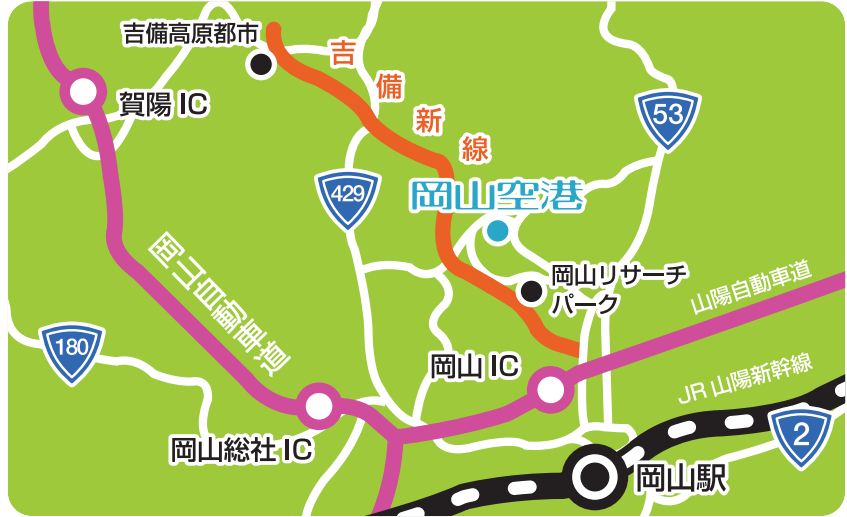 吉備高原都市
吉備新線
賀陽 IC
53
429
岡山空港
岡山自動車道
岡山リサーチ
パーク
山陽自動車道
180
岡山 IC
JR 山陽新幹線
2
岡山総社 IC
岡山駅